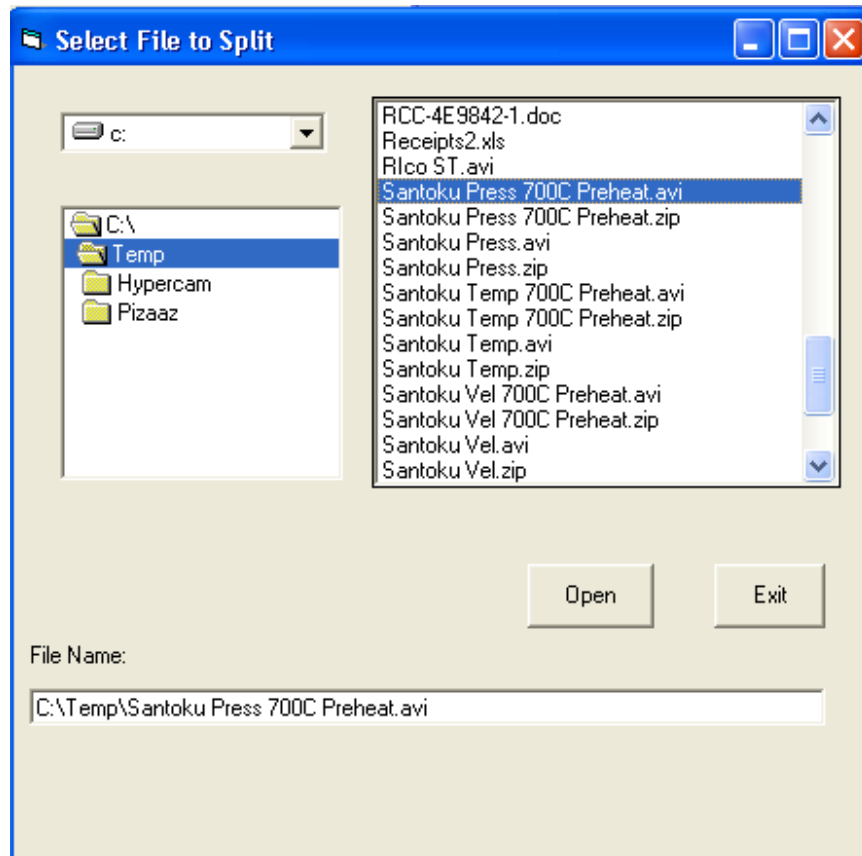 Select File to Split
c:
C:\
Temp
Hypercam
Pizaaz
RCC-4E9842-1.doc
Receipts2.xls
RIco ST.avi
Santoku Press 700C Preheat.avi
Santoku Press 700C Preheat.zip
Santoku Press.avi
Santoku Press.zip
Santoku Temp 700C Preheat.avi
Santoku Temp 700C Preheat.zip
Santoku Temp.avi
Santoku Temp.zip
Santoku Vel 700C Preheat.avi
Santoku Vel 700C Preheat.zip
Santoku Vel.avi
Santoku Vel.zip
Open
Exit
File Name:
C:\Temp\Santoku Press 700C Preheat.avi